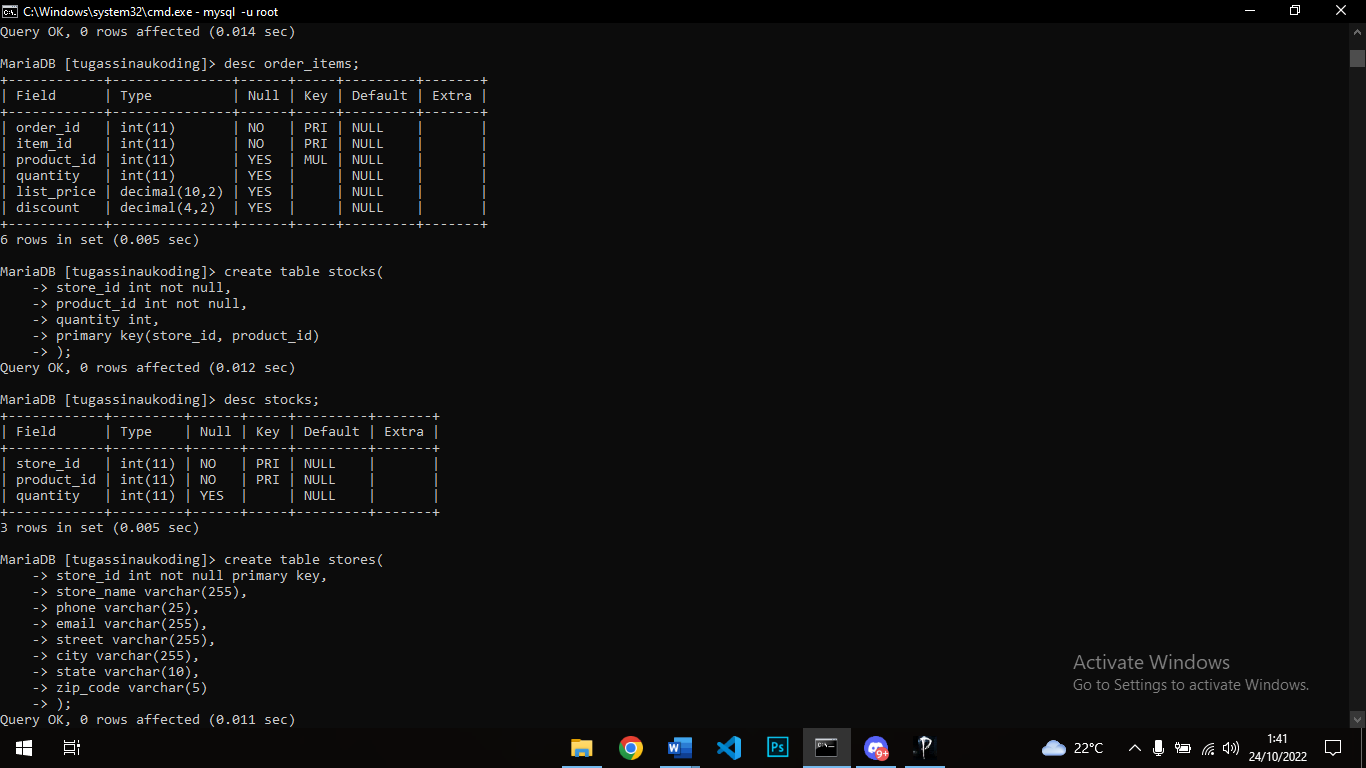 C:\Windows\system32\cmd.exe - mysql  -u root
Query OK, 0 rows affected (0.014 sec)
MariaDB [tugassinaukoding]> desc order_items;
+------------+---------------+------+-----+---------+-------+
| Field      | Type          | Null | Key | Default | Extra |
+------------+---------------+------+-----+---------+-------+
| order_id   | int(11)       | NO   | PRI | NULL    |       |
| item_id    | int(11)       | NO   | PRI | NULL    |       |
| product_id | int(11)       | YES  | MUL | NULL    |       |
| quantity   | int(11)       | YES  |     | NULL    |       |
| list_price | decimal(10,2) | YES  |     | NULL    |       |
| discount   | decimal(4,2)  | YES  |     | NULL    |       |
+------------+---------------+------+-----+---------+-------+
6 rows in set (0.005 sec)
MariaDB [tugassinaukoding]> create table stocks(
    -> store_id int not null,
    -> product_id int not null,
    -> quantity int,
    -> primary key(store_id, product_id)
    -> );
Query OK, 0 rows affected (0.012 sec)
MariaDB [tugassinaukoding]> desc stocks;
+------------+---------+------+-----+---------+-------+
| Field      | Type    | Null | Key | Default | Extra |
+------------+---------+------+-----+---------+-------+
| store_id   | int(11) | NO   | PRI | NULL    |       |
| product_id | int(11) | NO   | PRI | NULL    |       |
| quantity   | int(11) | YES  |     | NULL    |       |
+------------+---------+------+-----+---------+-------+
3 rows in set (0.005 sec)
MariaDB [tugassinaukoding]> create table stores(
    -> store_id int not null primary key,
    -> store_name varchar(255),
    -> phone varchar(25),
    -> email varchar(255),
    -> street varchar(255),
    -> city varchar(255),
    -> state varchar(10),
    -> zip_code varchar(5)
    -> );
Query OK, 0 rows affected (0.011 sec)
Activate Windows
Go to Settings to activate Windows.
Ps
9+
22°C
1:41
24/10/2022